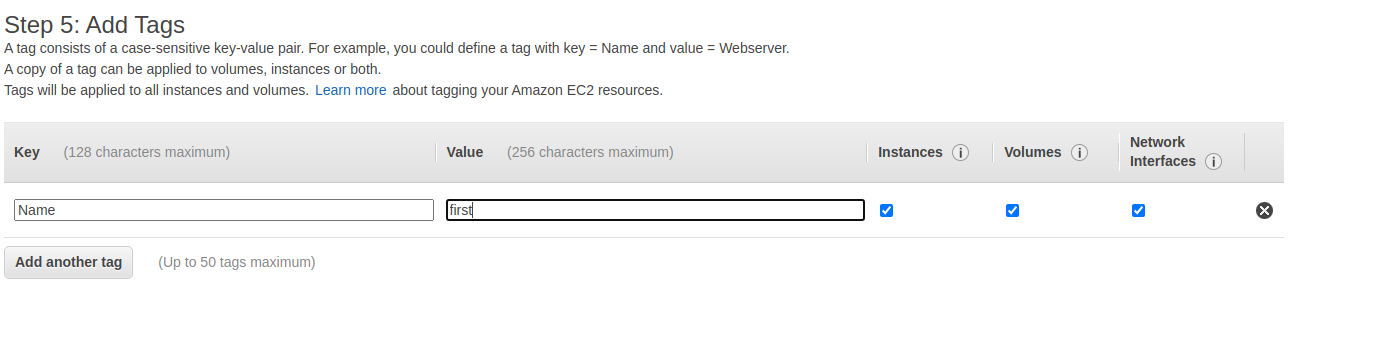 Step 5: Add Tags
A tag consists of a case-sensitive key-value pair. For example, you could define a tag with key = Name and value = Webserver.
A copy of a tag can be applied to volumes, instances or both.
Tags will be applied to all instances and volumes. Learn more about tagging your Amazon EC2 resources.
Key (128 characters maximum) Value (256 characters maximum) Instances i Volumes i Network Interfaces i
Name first
Add another tag (Up to 50 tags maximum)